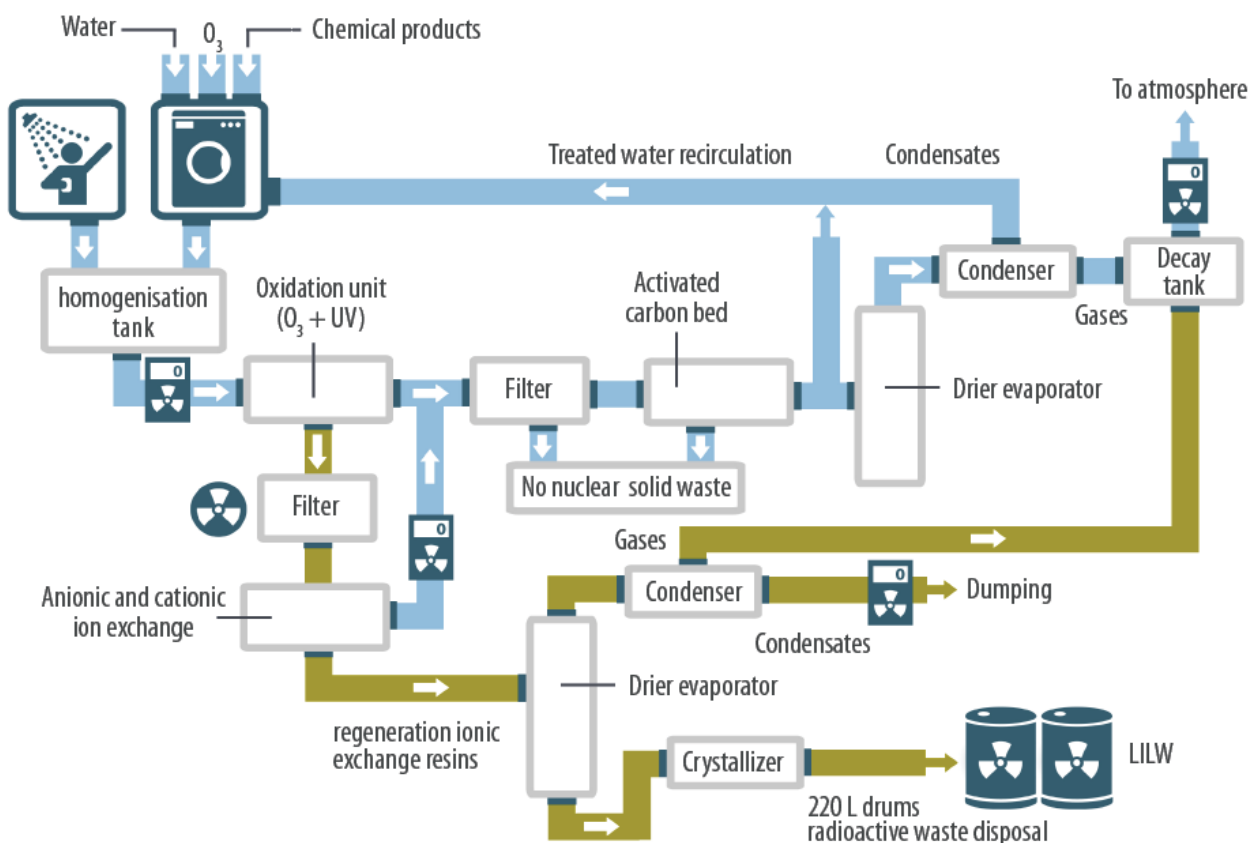 Water
O3
Chemical products
To atmosphere
Treated water recirculation
Condensates
0
homogenisation
tank
Oxidation unit
(O3 + UV)
Activated
carbon bed
Condenser
Decay
tank
Gases
0
Filter
Drier evaporator
No nuclear solid waste
Filter
0
Gases
Anionic and cationic
ion exchange
Condenser
0
Dumping
Condensates
Drier evaporator
regeneration ionic
exchange resins
Crystallizer
LILW
220 L drums
radioactive waste disposal